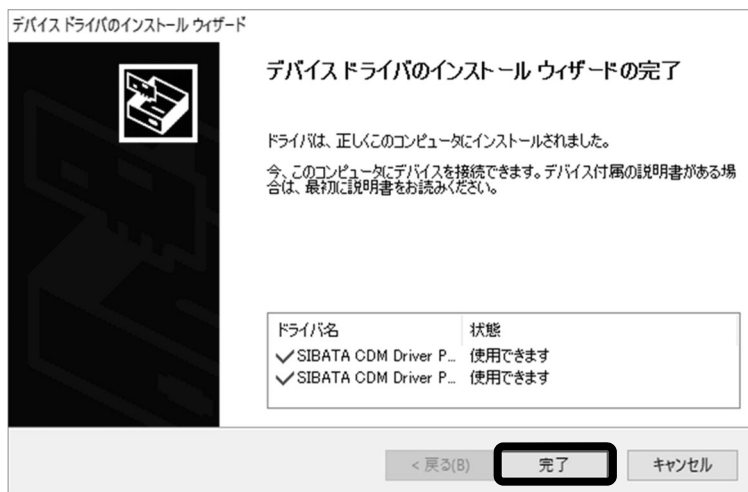 デバイス ドライバのインストール ウィザード
デバイス ドライバのインストール ウィザードの完了
ドライバは、正しくこのコンピュータにインストールされました。
今、このコンピュータにデバイスを接続できます。デバイス付属の説明書がある場
合は、最初に説明書をお読みください。
ドライバ名 状態
SIBATA CDM Driver P... 使用できます
SIBATA CDM Driver P... 使用できます
< 戻る(B) 完了 キャンセル